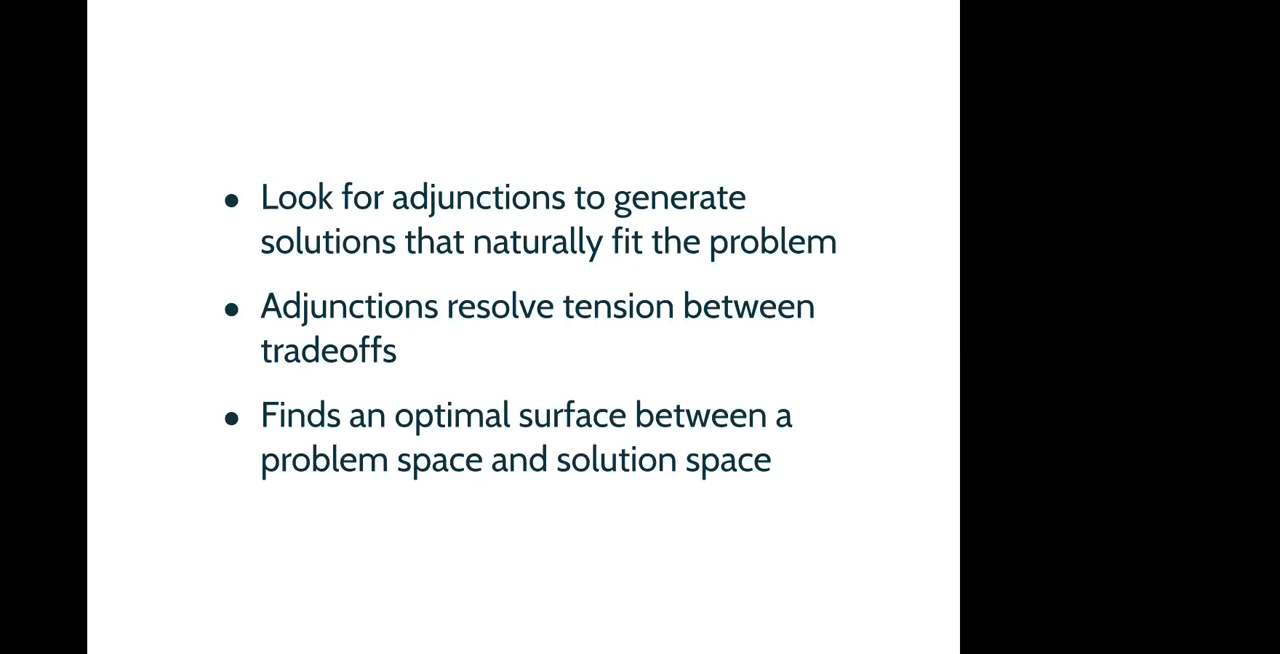 • Look for adjunctions to generate
solutions that naturally fit the problem
• Adjunctions resolve tension between
tradeoffs
• Finds an optimal surface between a
problem space and solution space